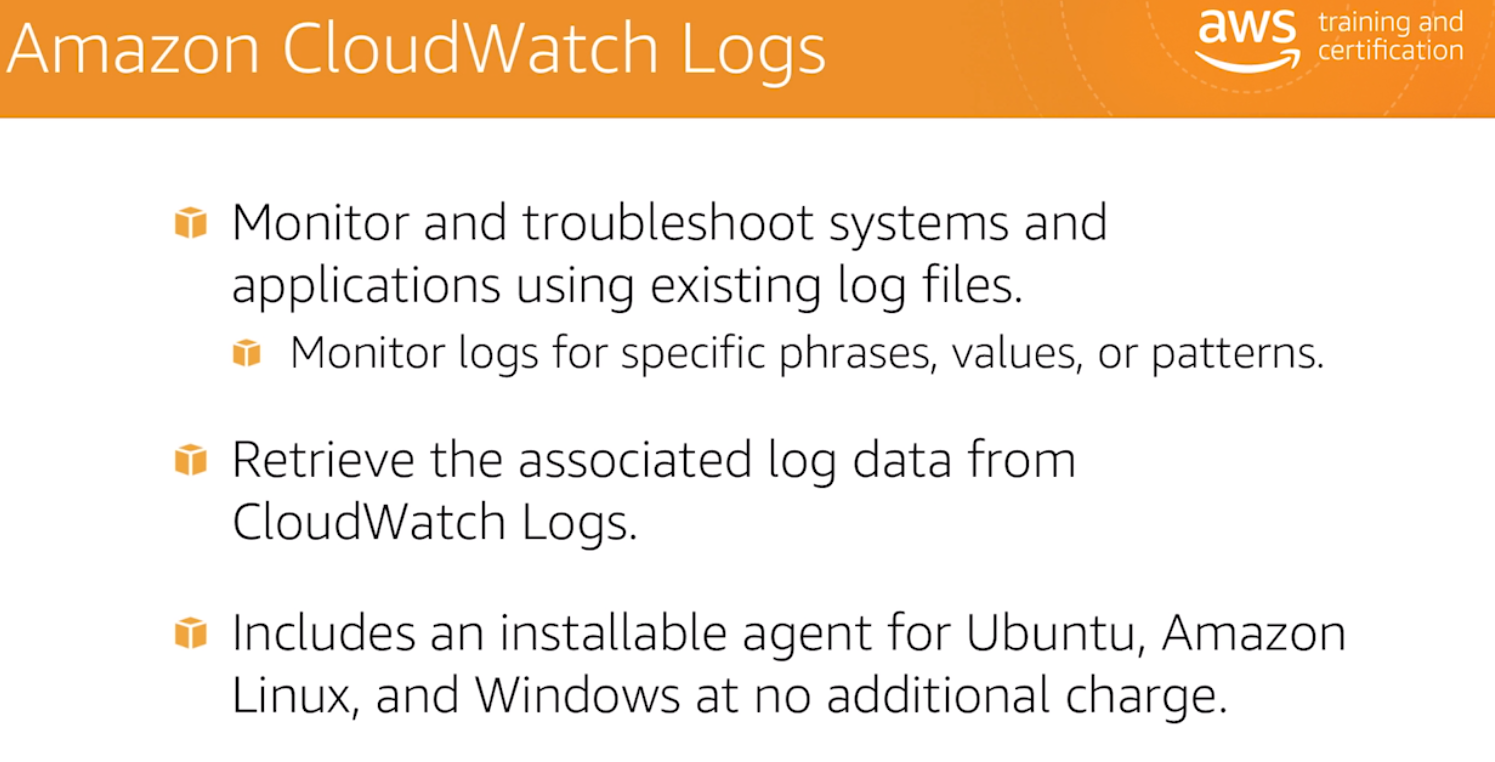 Amazon CloudWatch Logs
aws training and
certification
Monitor and troubleshoot systems and
applications using existing log files.
Monitor logs for specific phrases, values, or patterns.
Retrieve the associated log data from
CloudWatch Logs.
Includes an installable agent for Ubuntu, Amazon
Linux, and Windows at no additional charge.